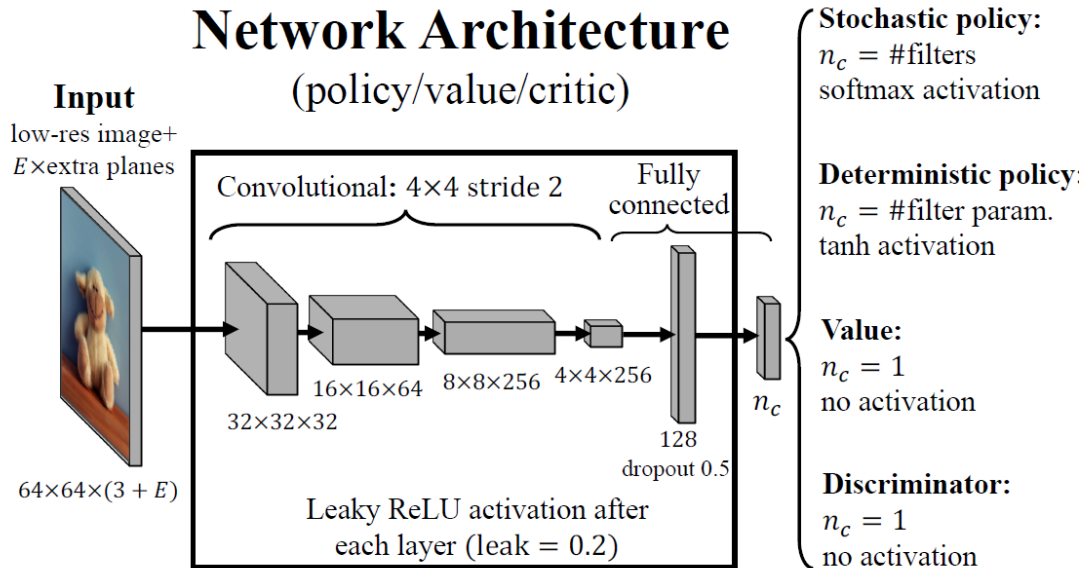 Network Architecture
(policy/value/critic)
Input
low-res image+
E×extra planes
64×64×(3 + E)
Convolutional: 4×4 stride 2
Fully
connected
32×32×32
16×16×64
8×8×256
4×4×256
128
dropout 0.5
n_c
Leaky ReLU activation after
each layer (leak = 0.2)
Stochastic policy:
n_c = #filters
softmax activation
Deterministic policy:
n_c = #filter param.
tanh activation
Value:
n_c = 1
no activation
Discriminator:
n_c = 1
no activation